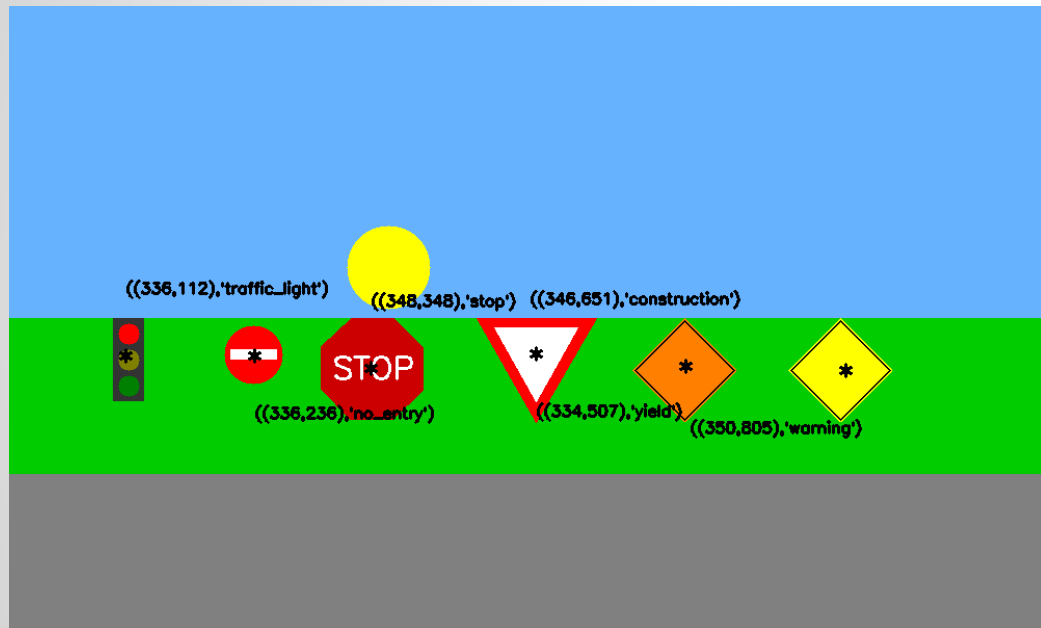 ((336,112),'traffic_light')
((348,348),'stop')
((346,651),'construction')
STOP
((336,236),'no_entry')
((334,507),'yield')
((350,805),'warning')